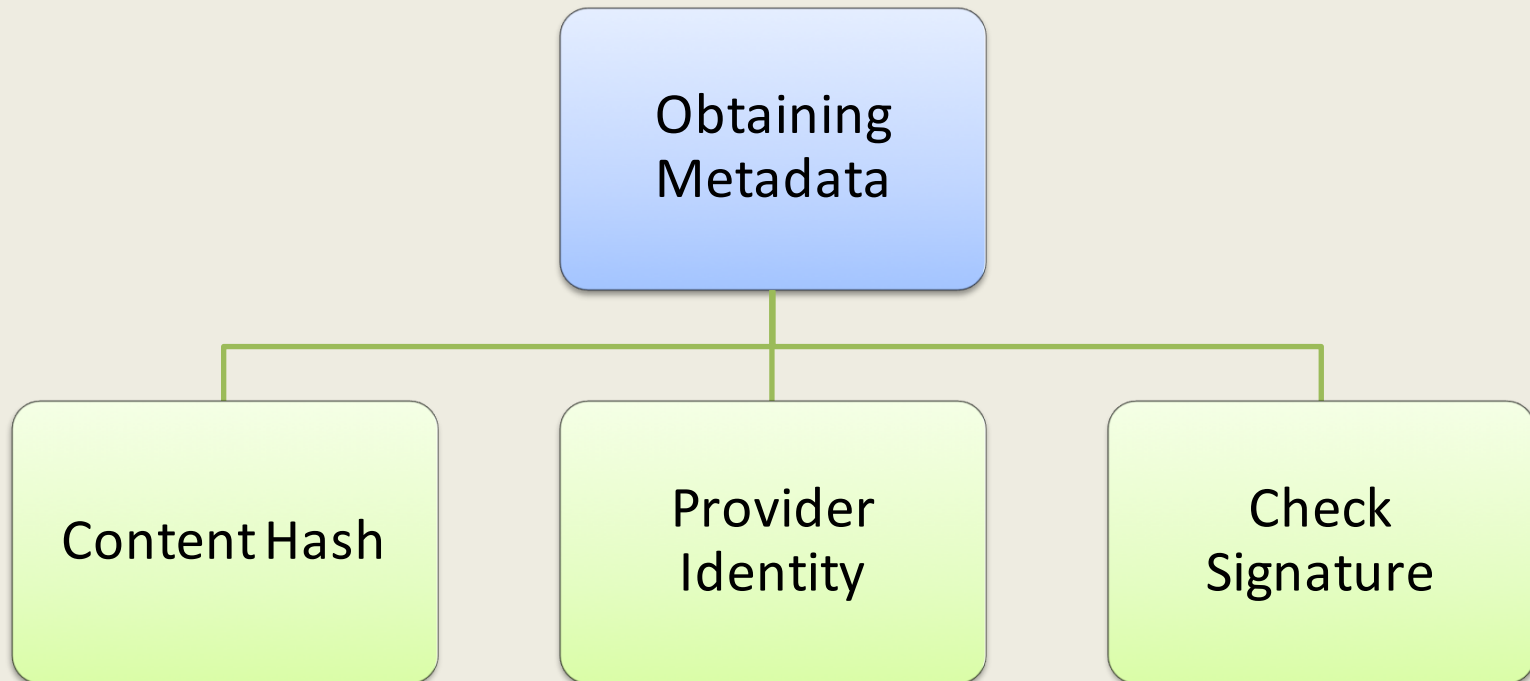 Obtaining
Metadata
Content Hash
Provider
Identity
Check
Signature